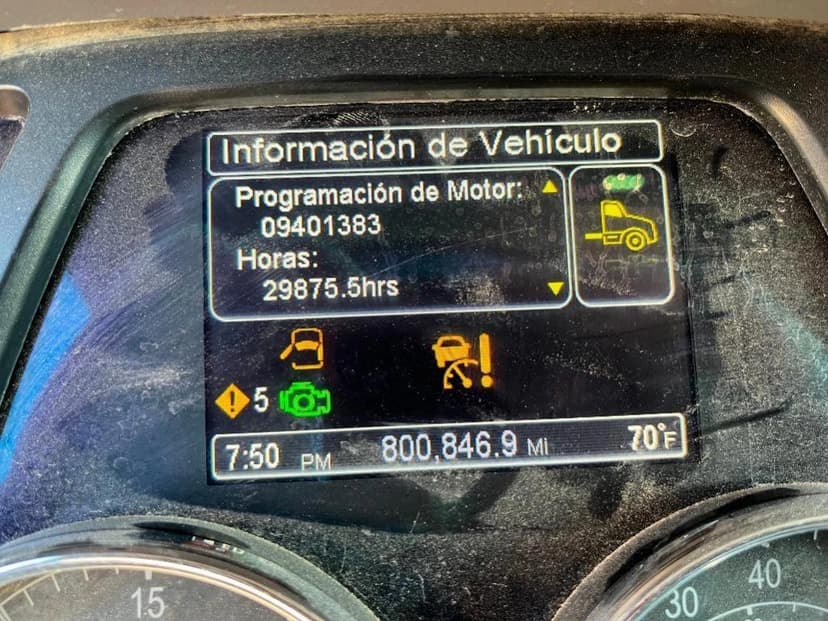 Información de Vehículo
Programación de Motor:
09401383
Horas:
29875.5hrs
5
7:50 PM 800,846.9 MI 70°F
15
40
30